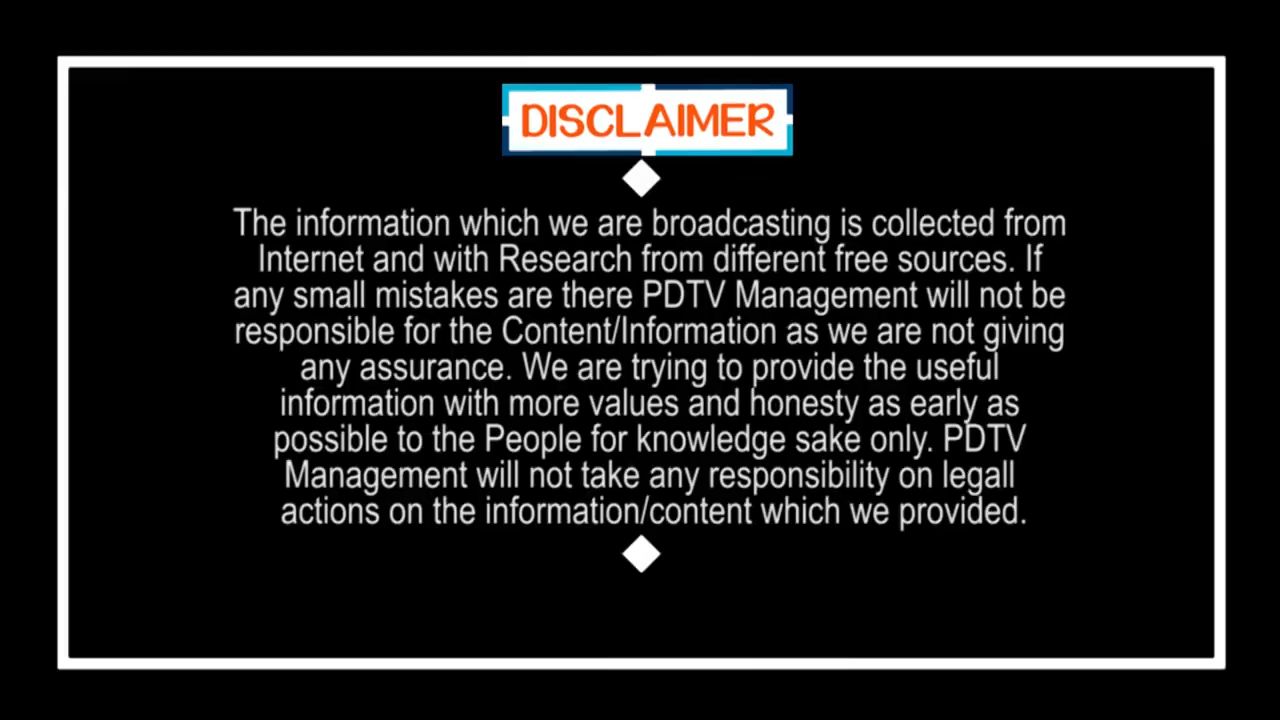 DISCLAIMER
The information which we are broadcasting is collected from
Internet and with Research from different free sources. If
any small mistakes are there PDTV Management will not be
responsible for the Content/Information as we are not giving
any assurance. We are trying to provide the useful
information with more values and honesty as early as
possible to the People for knowledge sake only. PDTV
Management will not take any responsibility on legall
actions on the information/content which we provided.